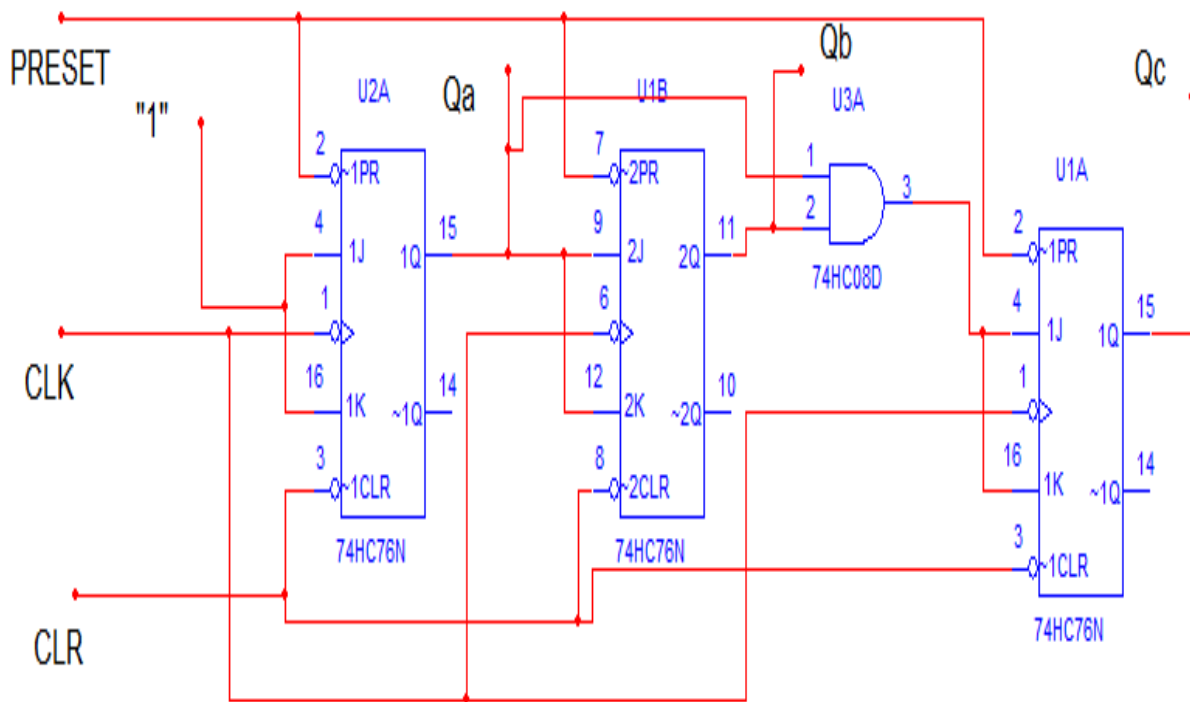 PRESET
"1"
CLK
CLR
Qa
Qb
Qc
U2A
2
~1PR
4
1J
1Q
15
1
16
1K
~1Q
14
3
~1CLR
74HC76N
U1B
7
~2PR
9
2J
2Q
11
6
12
2K
~2Q
10
8
~2CLR
74HC76N
U3A
1
2
3
74HC08D
U1A
2
~1PR
4
1J
1Q
15
1
16
1K
~1Q
14
3
~1CLR
74HC76N